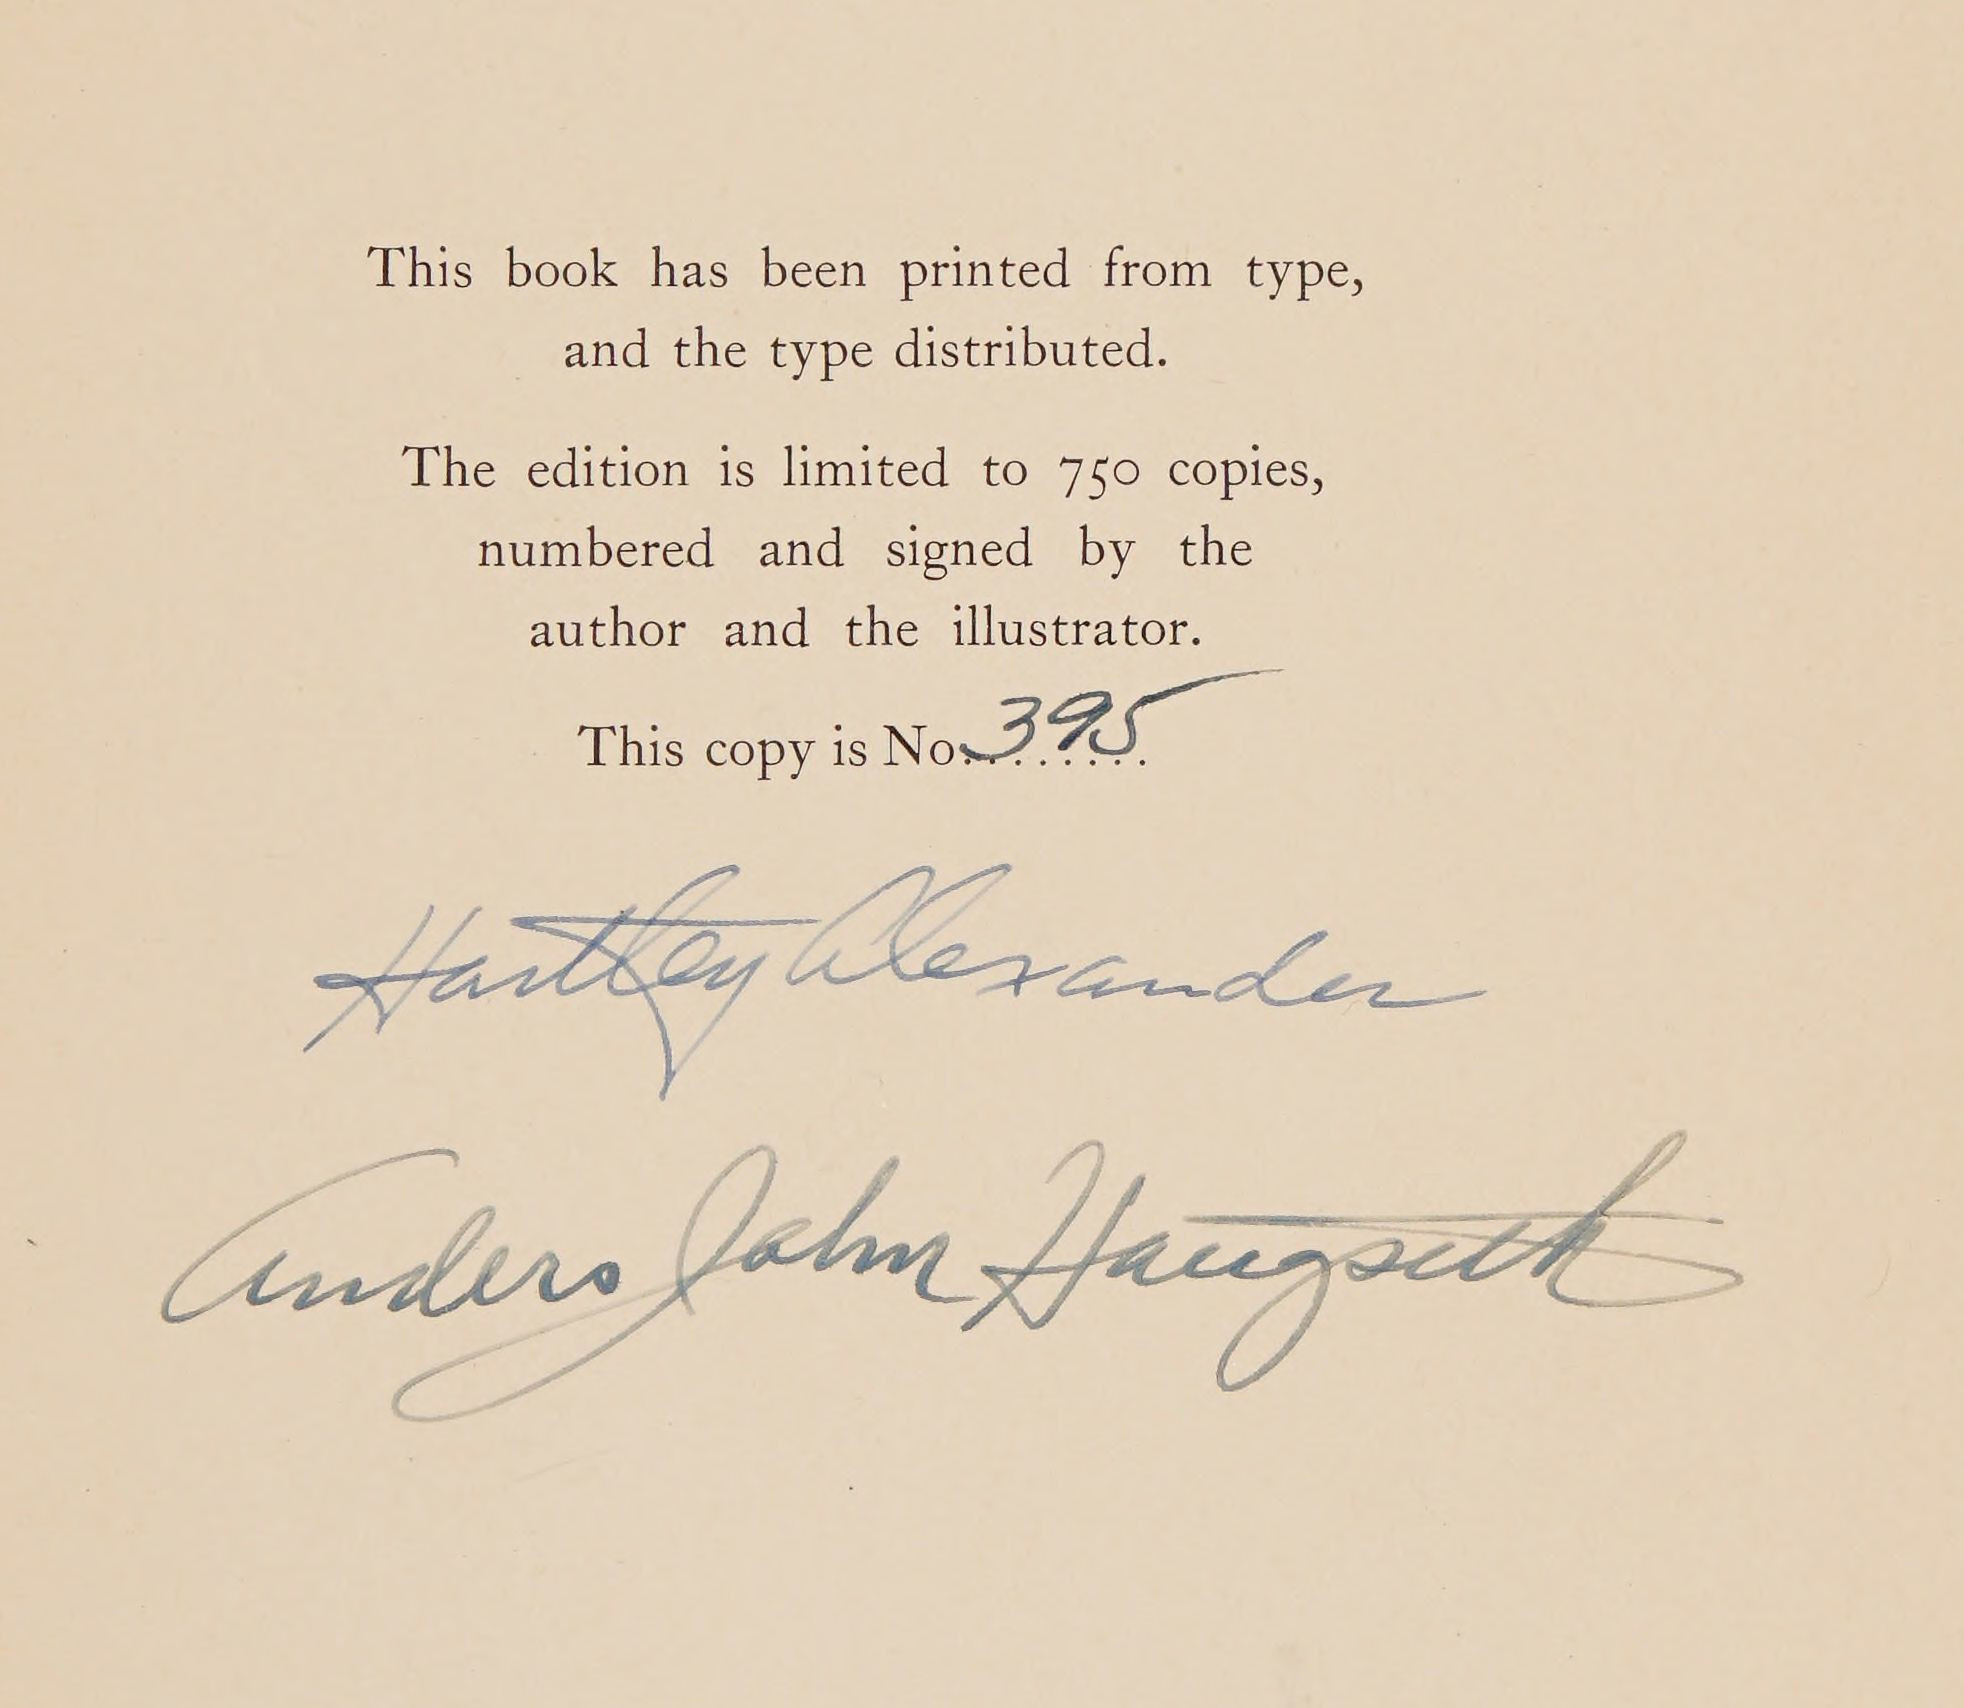 This book has been printed from type,
and the type distributed.
The edition is limited to 750 copies,
numbered and signed by the
author and the illustrator.
This copy is No. 395
Hartley Alexander
Anders John Haugseth